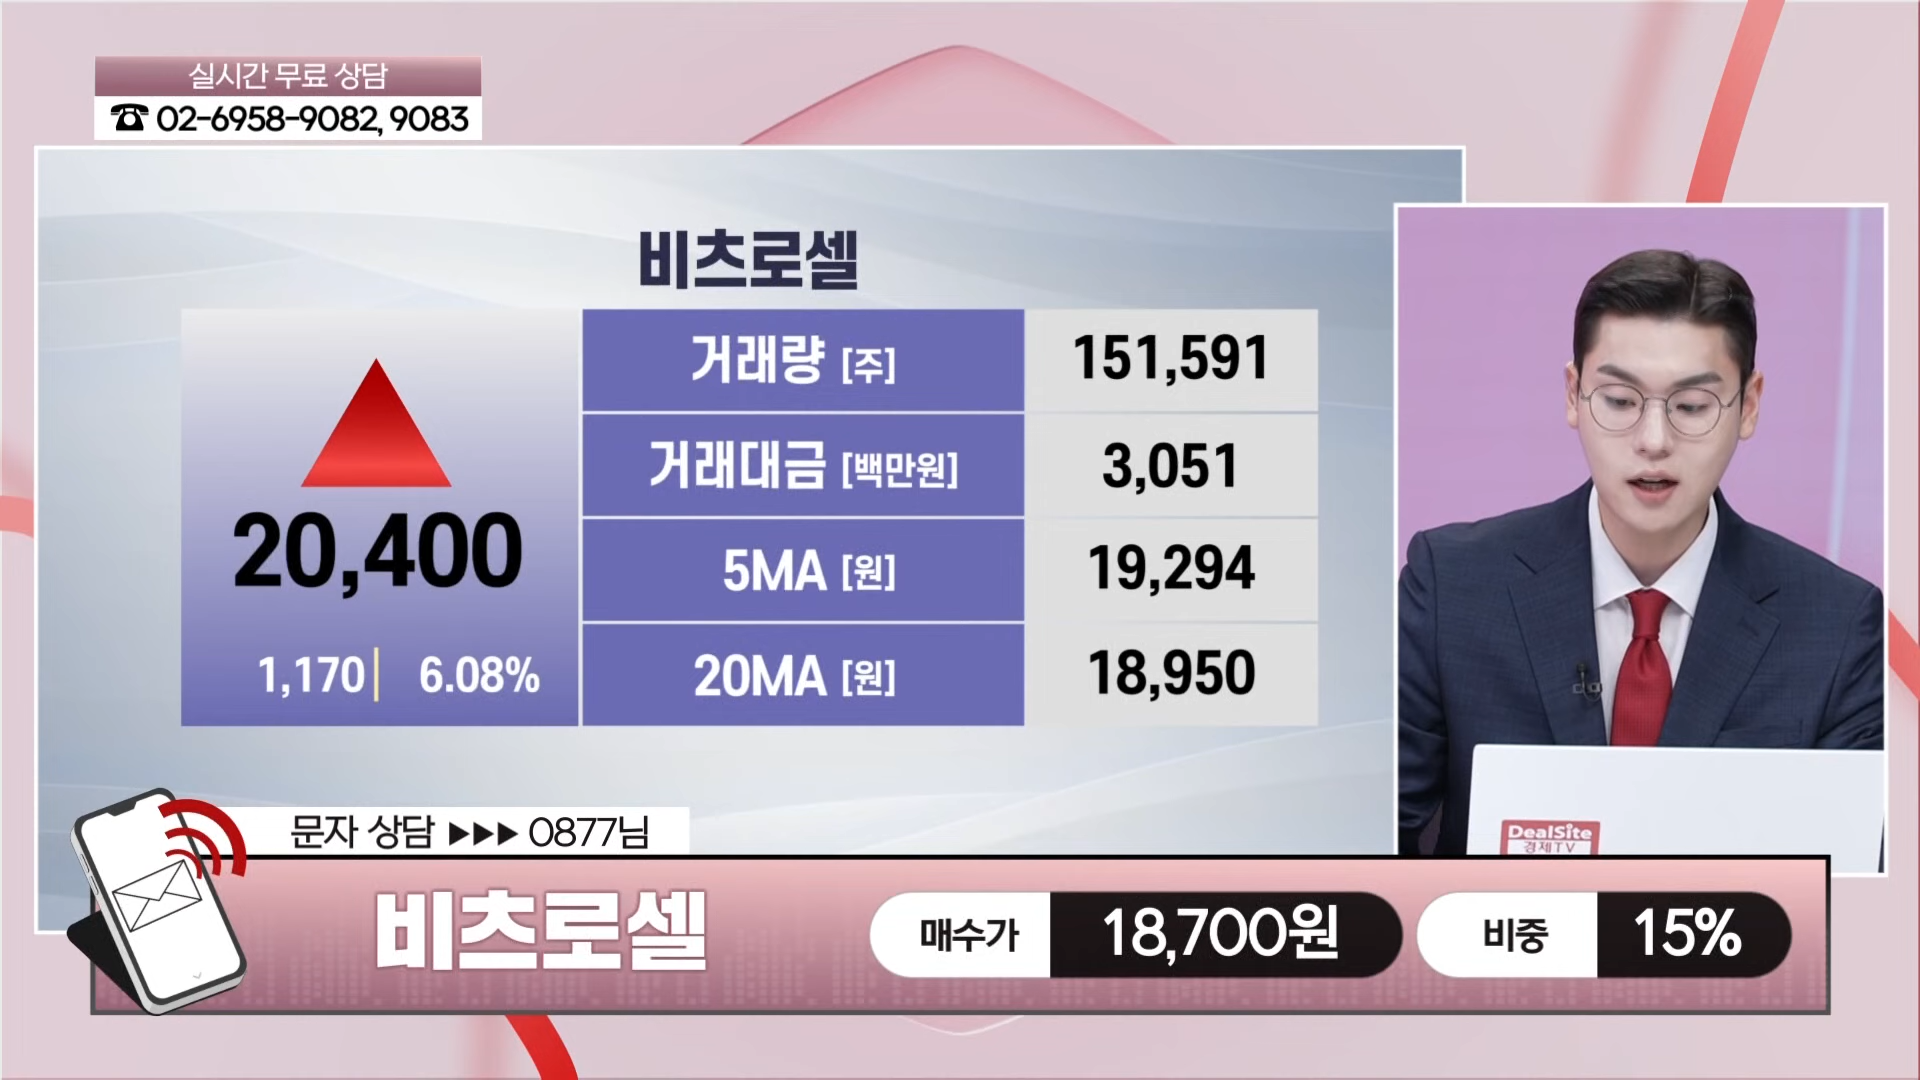 실시간 무료 상담
☎ 02-6958-9082, 9083
비츠로셀
20,400
1,170 6.08%
거래량 [주] 151,591
거래대금 [백만원] 3,051
5MA [원] 19,294
20MA [원] 18,950
DealSite
경제TV
문자 상담 ▶▶▶ 0877님
비츠로셀 매수가 18,700원 비중 15%